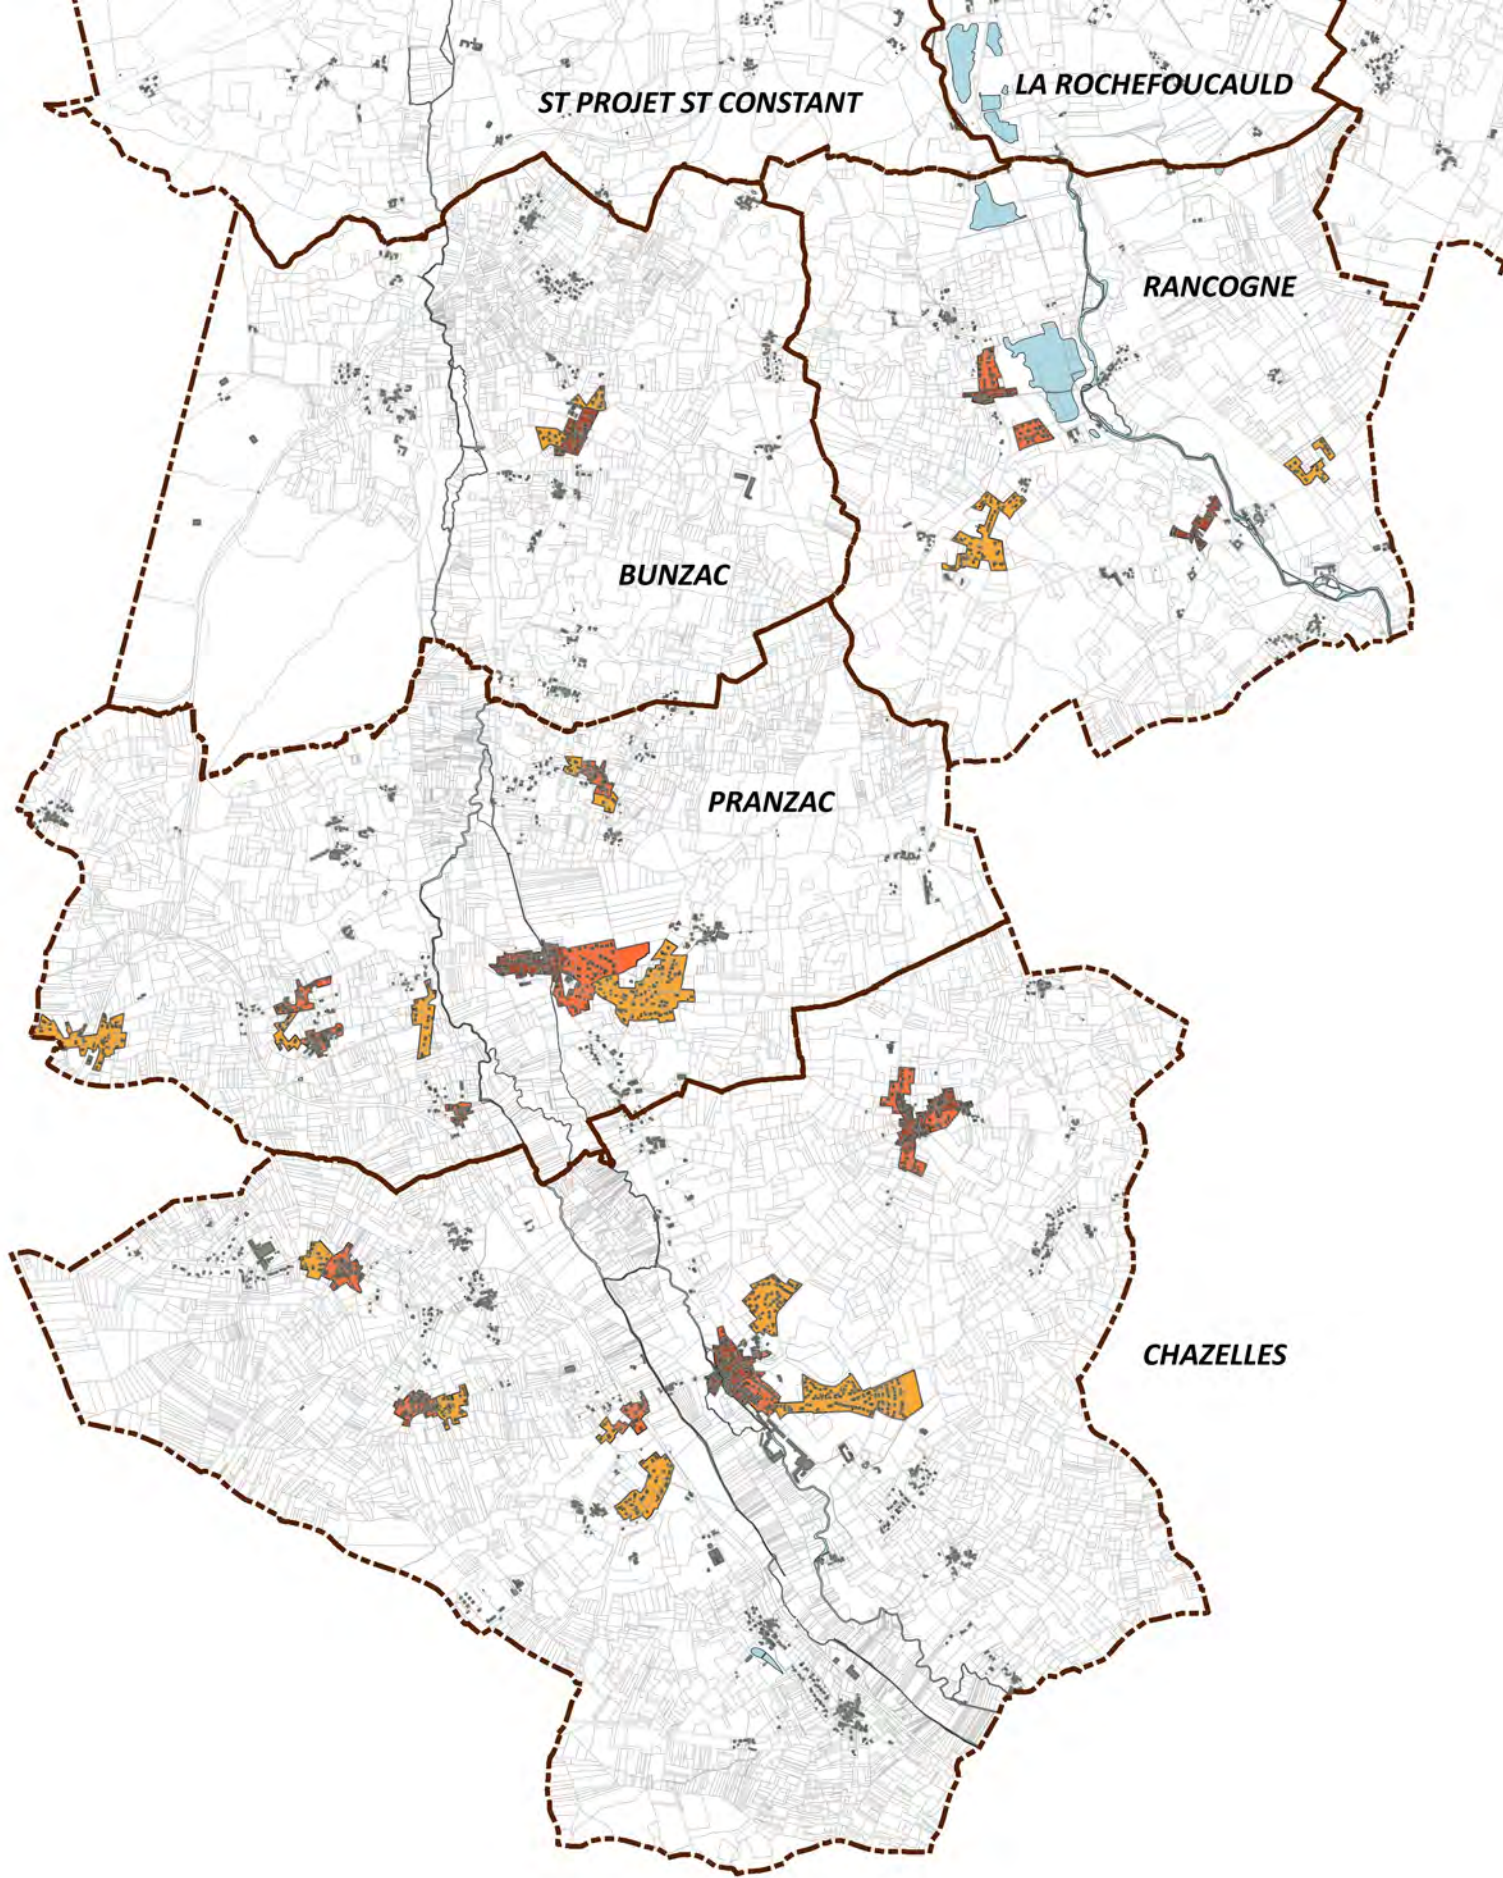 ST PROJET ST CONSTANT
LA ROCHEFOUCAULD
RANCOGNE
BUNZAC
PRANZAC
CHAZELLES